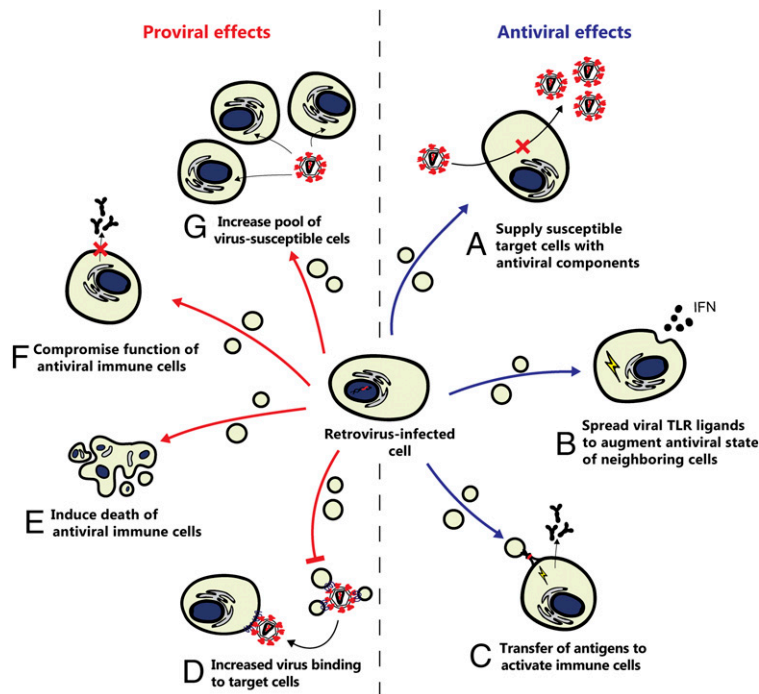 Proviral effects
Antiviral effects
G
Increase pool of
virus-susceptible cels
A
Supply susceptible
target cells with
antiviral components
F
Compromise function of
antiviral immune cells
IFN
Retrovirus-infected
cell
B
Spread viral TLR ligands
to augment antiviral state
of neighboring cells
E
Induce death of
antiviral immune cells
D
Increased virus binding
to target cells
C
Transfer of antigens to
activate immune cells